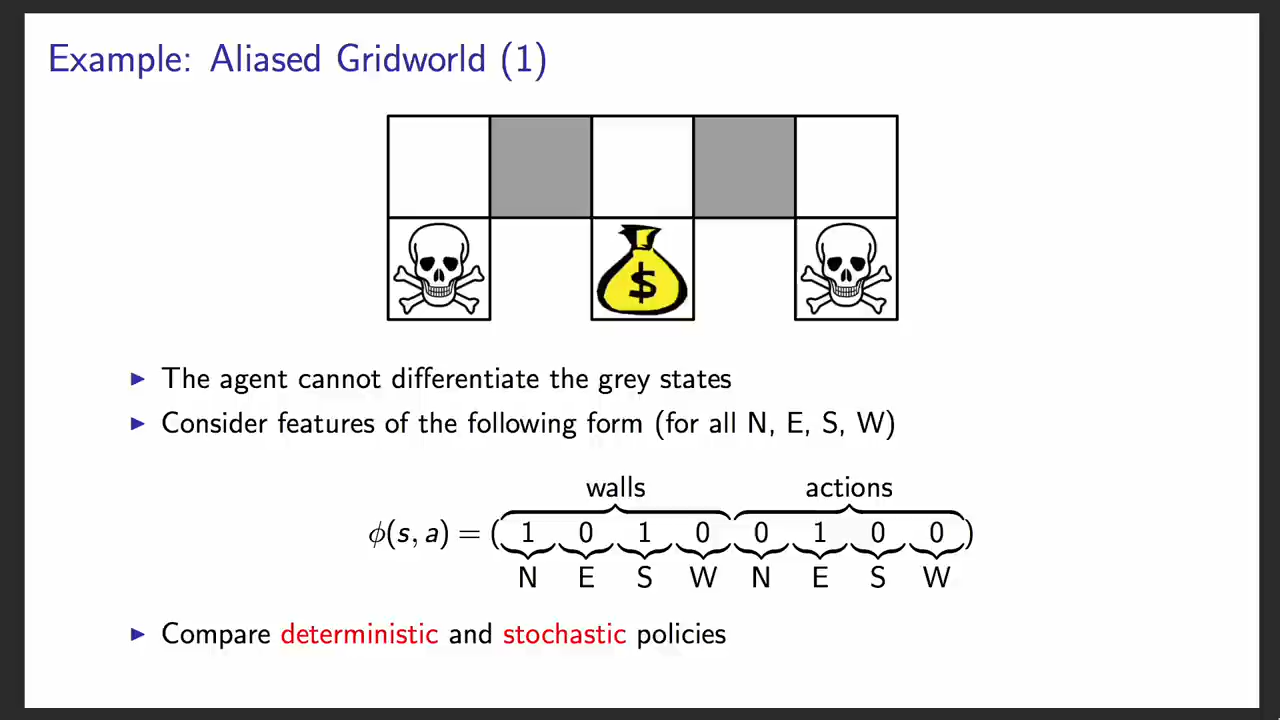 Example: Aliased Gridworld (1)
$
▶ The agent cannot differentiate the grey states
▶ Consider features of the following form (for all N, E, S, W)
walls actions
ϕ(s, a) = (1 0 1 0 0 1 0 0)
N E S W N E S W
▶ Compare deterministic and stochastic policies